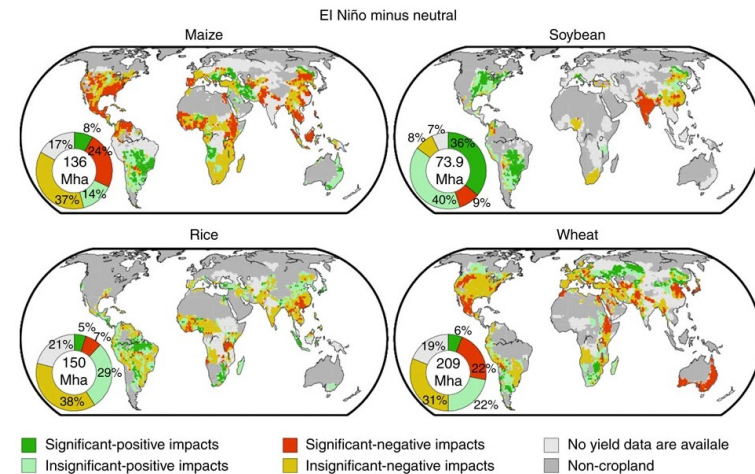 El Niño minus neutral
Maize
Soybean
17%
8%
24%
136
Mha
14%
37%
8%
7%
36%
73.9
Mha
40%
9%
Rice
Wheat
21%
5%
7%
150
Mha
29%
38%
19%
6%
209
Mha
22%
31%
22%
Significant-positive impacts
Significant-negative impacts
No yield data are availale
Insignificant-positive impacts
Insignificant-negative impacts
Non-cropland